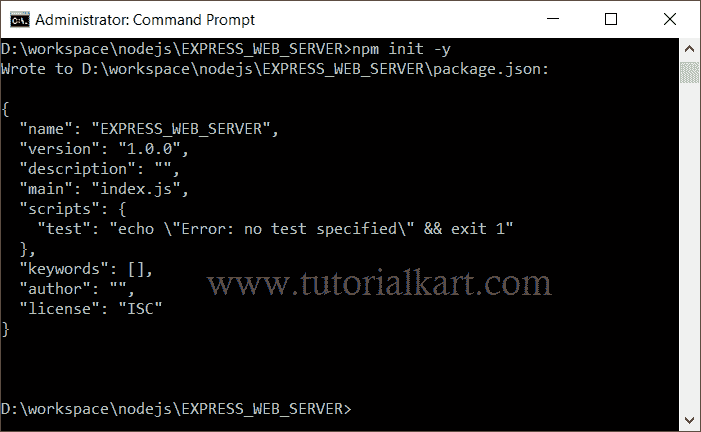 Administrator: Command Prompt
D:\workspace\nodejs\EXPRESS_WEB_SERVER>npm init -y
Wrote to D:\workspace\nodejs\EXPRESS_WEB_SERVER\package.json:
{
"name": "EXPRESS_WEB_SERVER",
"version": "1.0.0",
"description": "",
"main": "index.js",
"scripts": {
"test": "echo \"Error: no test specified\" && exit 1"
},
"keywords": [],
"author": "",
"license": "ISC"
}
www.tutorialkart.com
D:\workspace\nodejs\EXPRESS_WEB_SERVER>